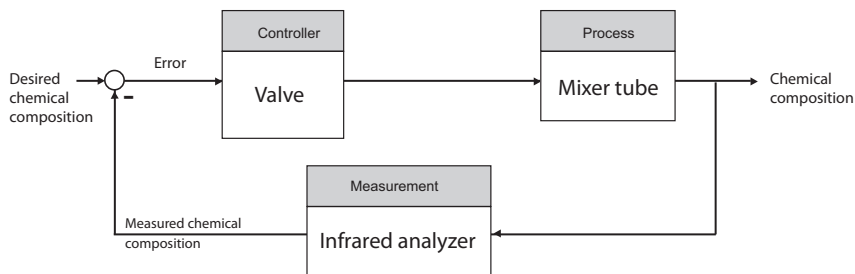 Controller
Process
Error
Desired
chemical
composition
Valve
Mixer tube
Chemical
composition
-
Measurement
Measured chemical
composition
Infrared analyzer